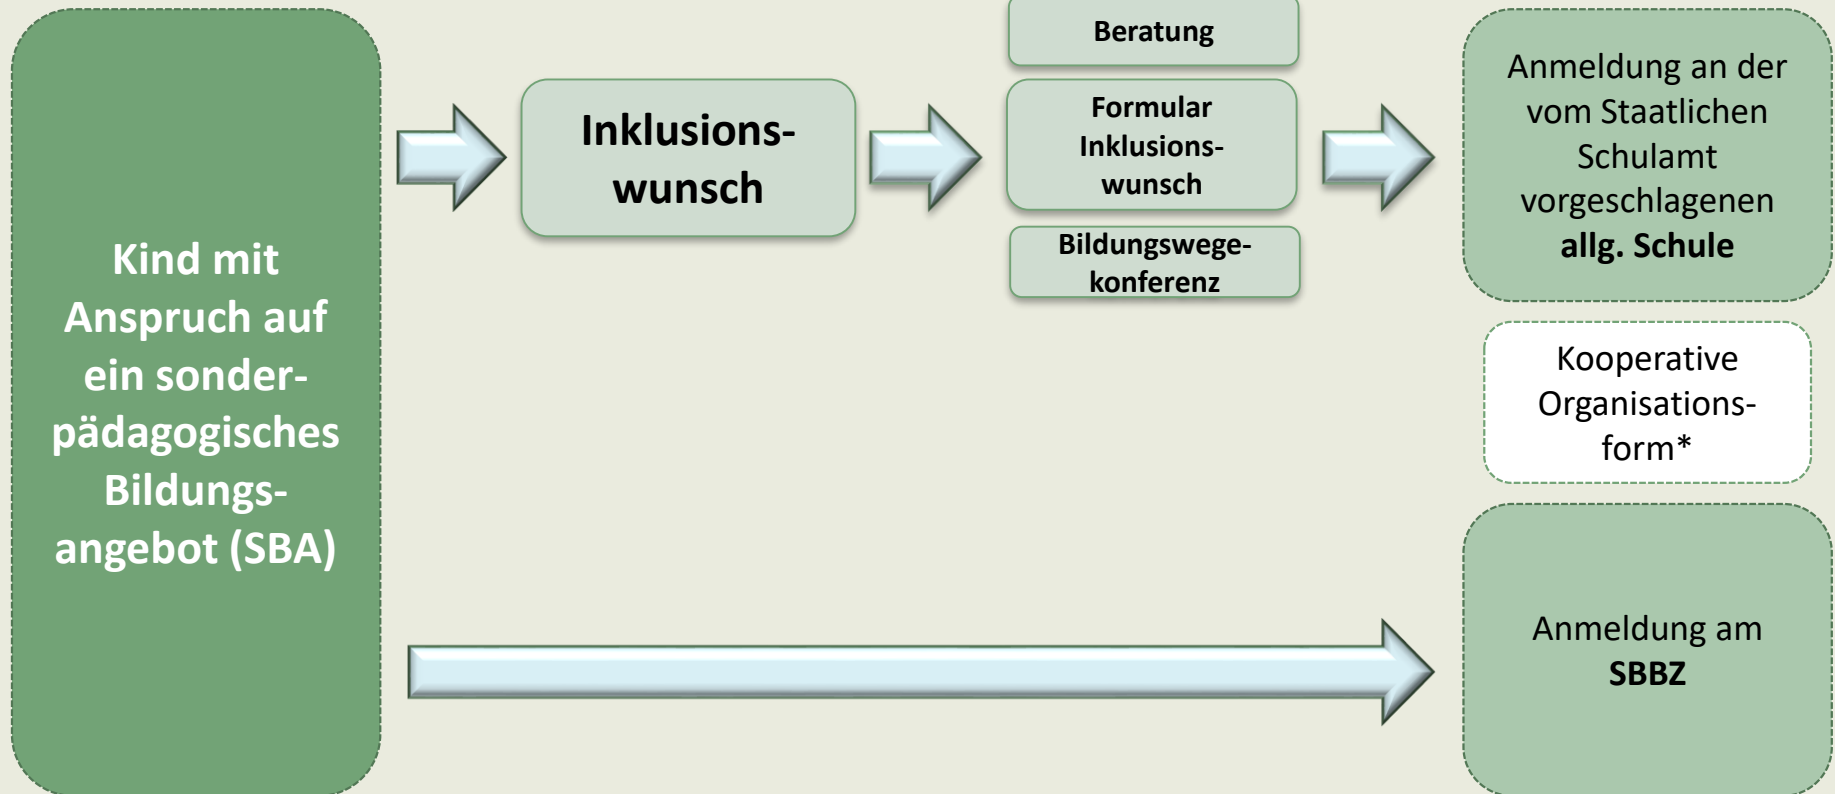 Kind mit
Anspruch auf
ein sonder-
pädagogisches
Bildungs-
angebot (SBA)
Inklusions-
wunsch
Beratung
Formular
Inklusions-
wunsch
Bildungswege-
konferenz
Anmeldung an der
vom Staatlichen
Schulamt
vorgeschlagenen
allg. Schule
Kooperative
Organisations-
form*
Anmeldung am
SBBZ